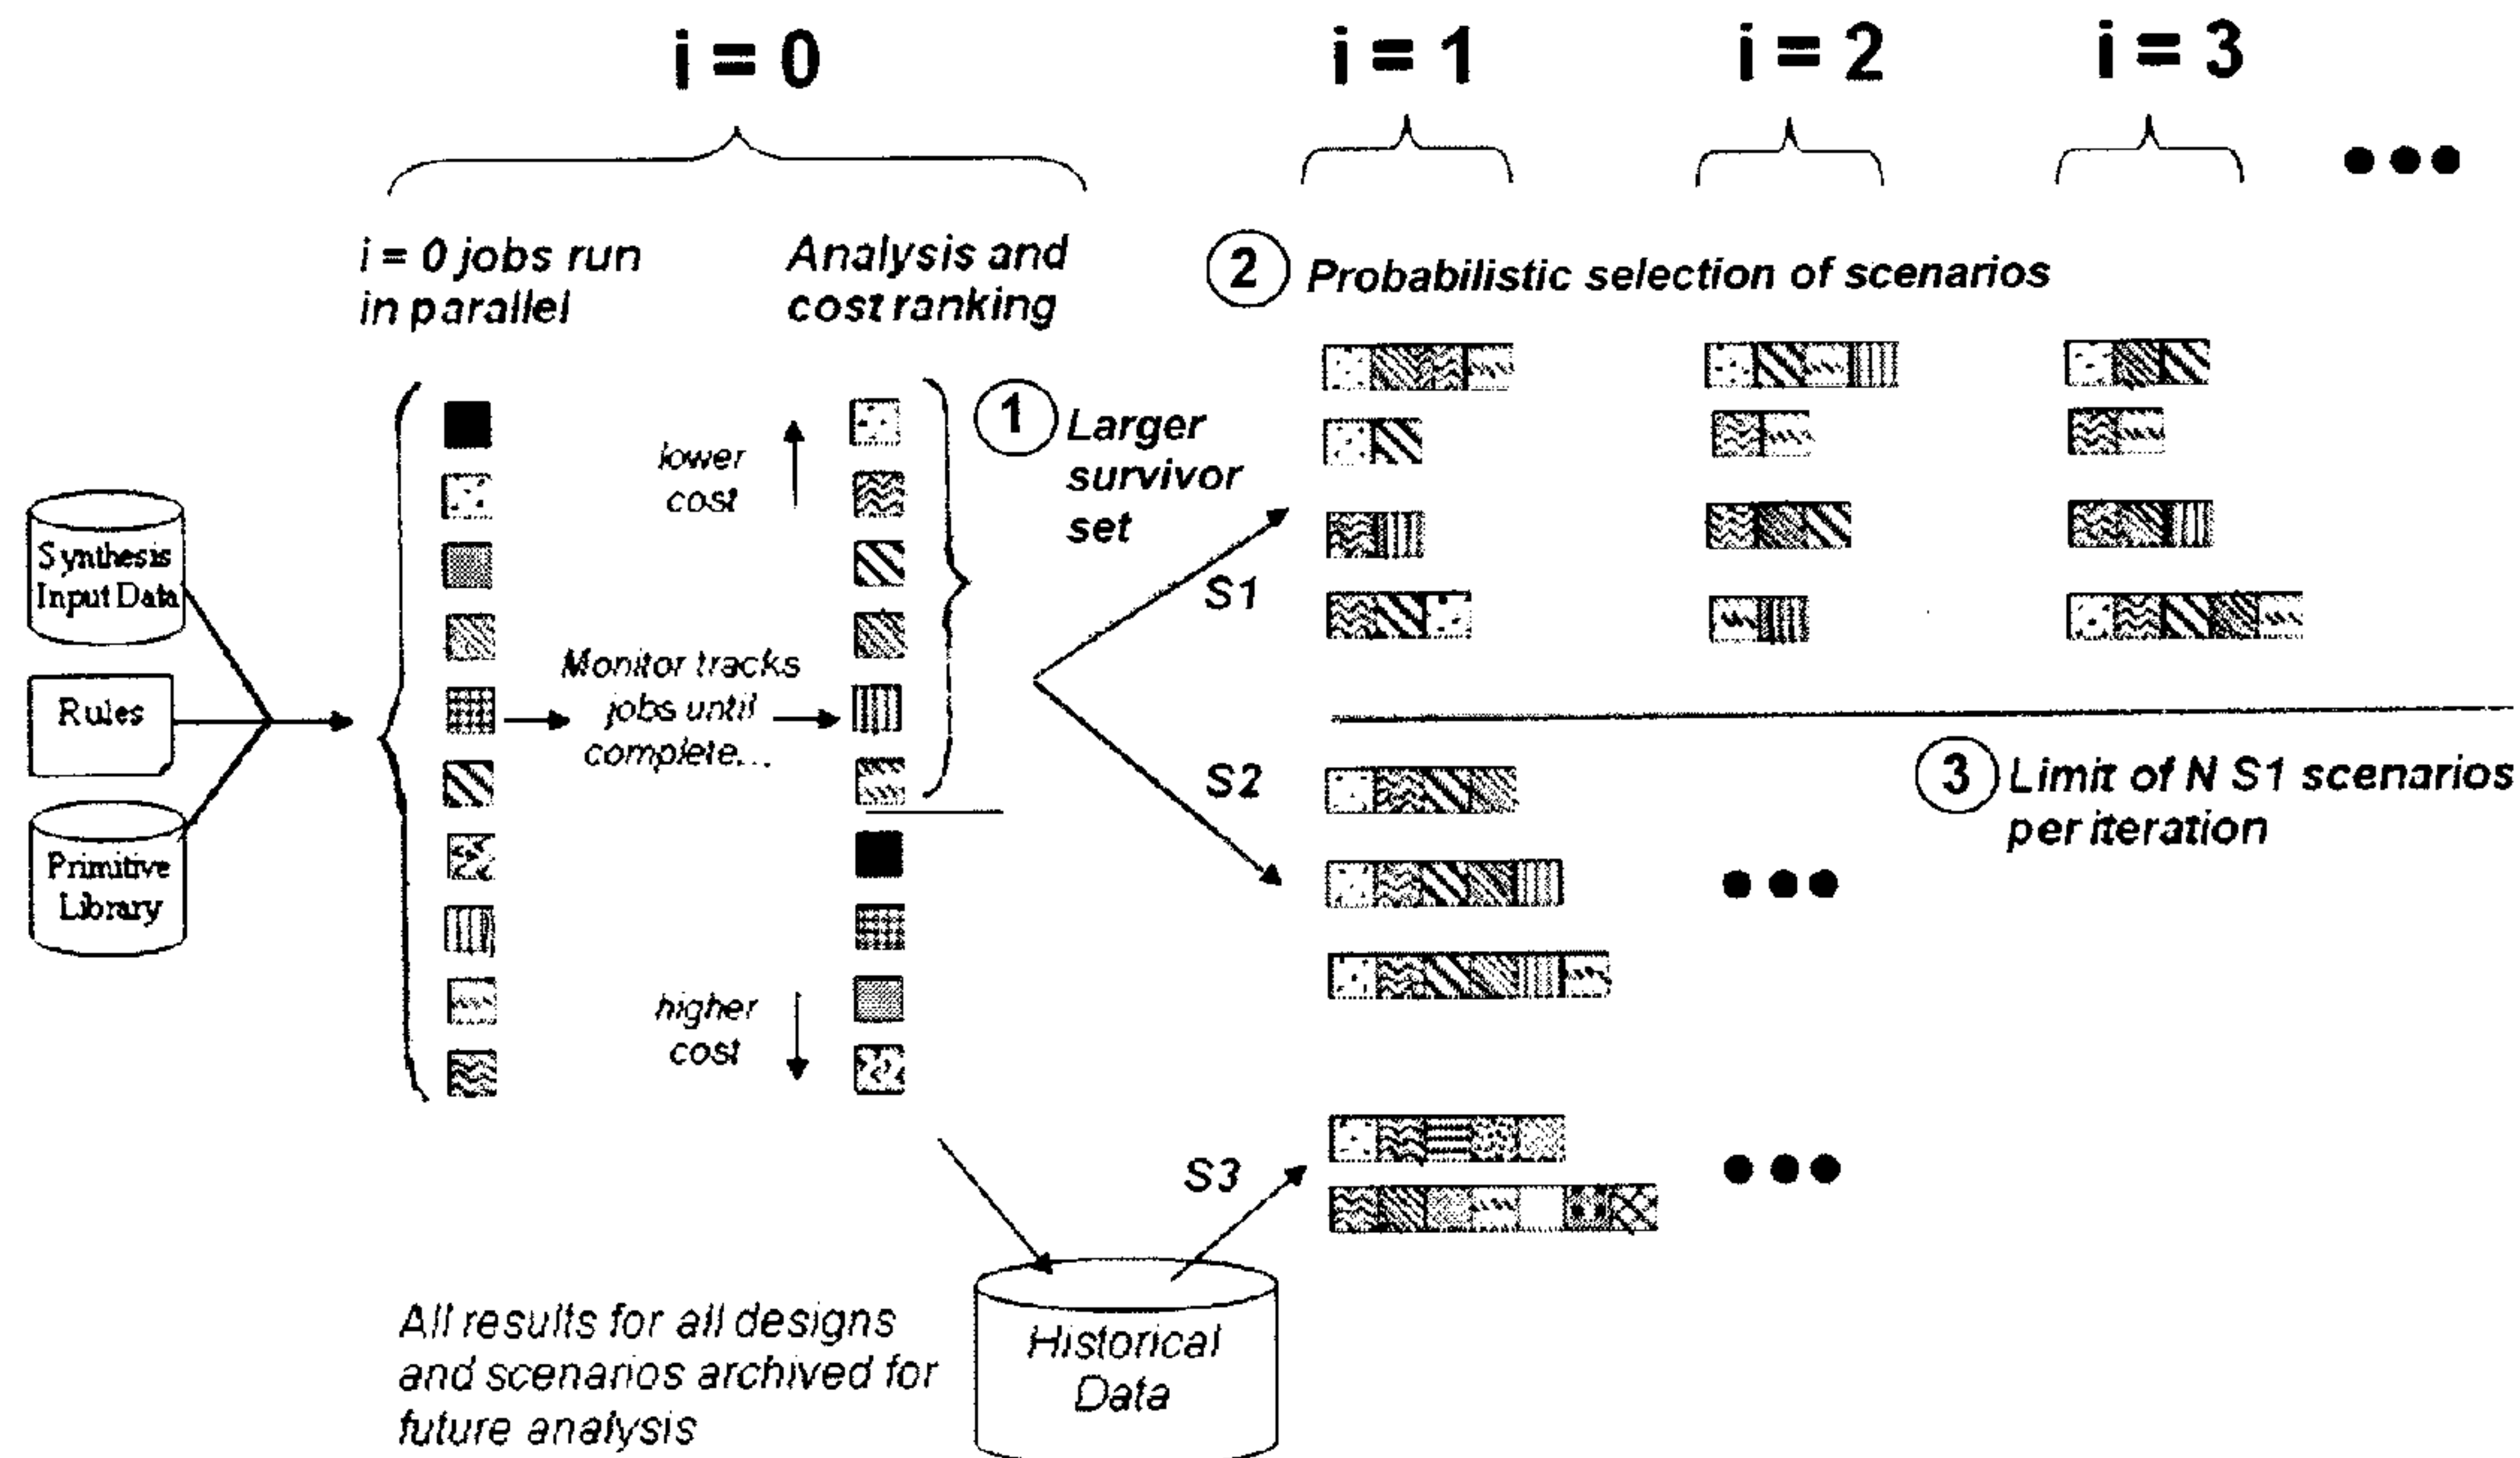 i = 0
i = 1
i = 2
i = 3
i = 0 jobs run
in parallel
Analysis and
cost ranking
2 Probabilistic selection of scenarios
1 Larger
survivor
set
lower
cost
Synthesis
Input Data
Rules
Primitive
Library
Monitor tracks
jobs until
complete...
higher
cost
S1
S2
3 Limit of N S1 scenarios
per iteration
S3
All results for all designs
and scenarios archived for
future analysis
Historical
Data